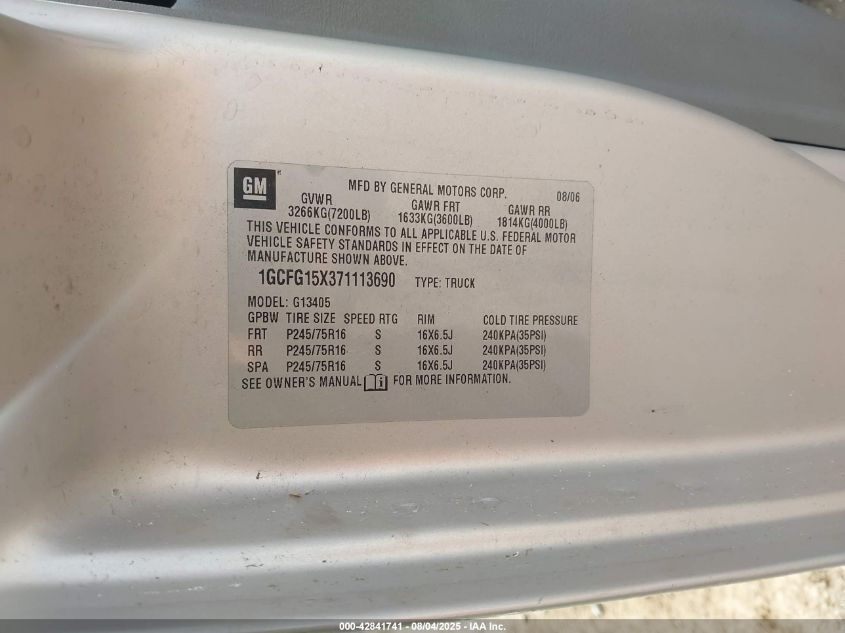 GM
MFD BY GENERAL MOTORS CORP. 08/06
GVWR GAWR FRT GAWR RR
3266KG(7200LB) 1633KG(3600LB) 1814KG(4000LB)
THIS VEHICLE CONFORMS TO ALL APPLICABLE U.S. FEDERAL MOTOR
VEHICLE SAFETY STANDARDS IN EFFECT ON THE DATE OF
MANUFACTURE SHOWN ABOVE.
1GCFG15X371113690 TYPE: TRUCK
MODEL: G13405
GPBW TIRE SIZE SPEED RTG RIM COLD TIRE PRESSURE
FRT P245/75R16 S 16X6.5J 240KPA(35PSI)
RR P245/75R16 S 16X6.5J 240KPA(35PSI)
SPA P245/75R16 S 16X6.5J 240KPA(35PSI)
SEE OWNER'S MANUAL FOR MORE INFORMATION.
000-42841741 - 08/04/2025 - IAA Inc.